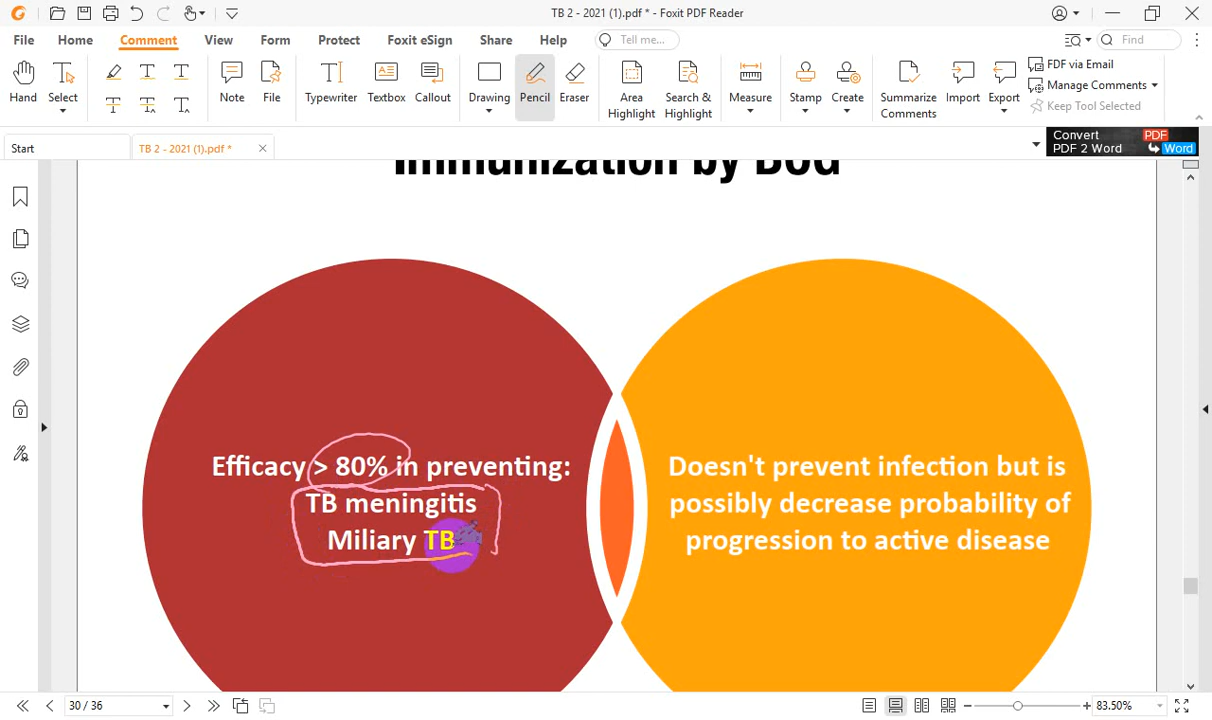 TB 2 - 2021 (1).pdf * - Foxit PDF Reader
File Home Comment View Form Protect Foxit eSign Share Help Tell me... Find
Hand Select Note File Typewriter Textbox Callout Drawing Pencil Eraser Area Highlight Search & Highlight Measure Stamp Create Summarize Comments Import Export
FDF via Email
Manage Comments
Keep Tool Selected
Start TB 2 - 2021 (1).pdf *
Convert PDF
PDF 2 Word Word
Immunization by BCG
Efficacy > 80% in preventing:
TB meningitis
Miliary TB
Doesn't prevent infection but is
possibly decrease probability of
progression to active disease
30 / 36 83.50%